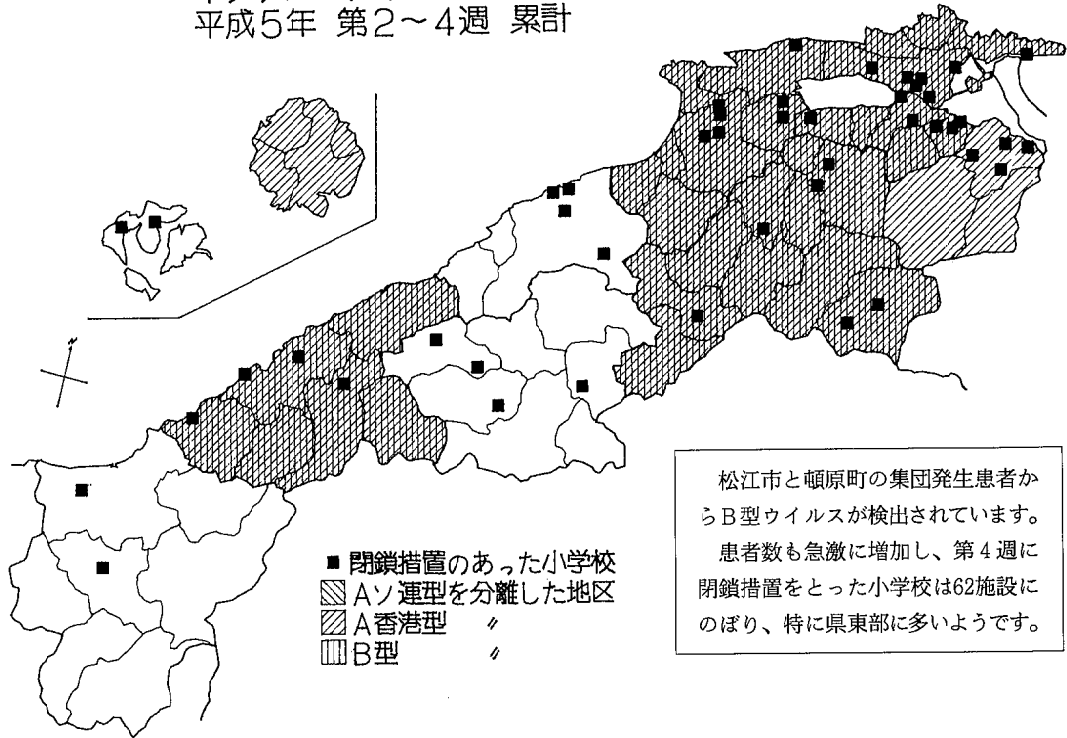 平成5年 第2〜4週 累計
N
■ 閉鎖措置のあった小学校
Aソ連型を分離した地区
A香港型 〃
B型 〃
松江市と頓原町の集団発生患者か
らB型ウイルスが検出されています。
患者数も急激に増加し、第4週に
閉鎖措置をとった小学校は62施設に
のぼり、特に県東部に多いようです。